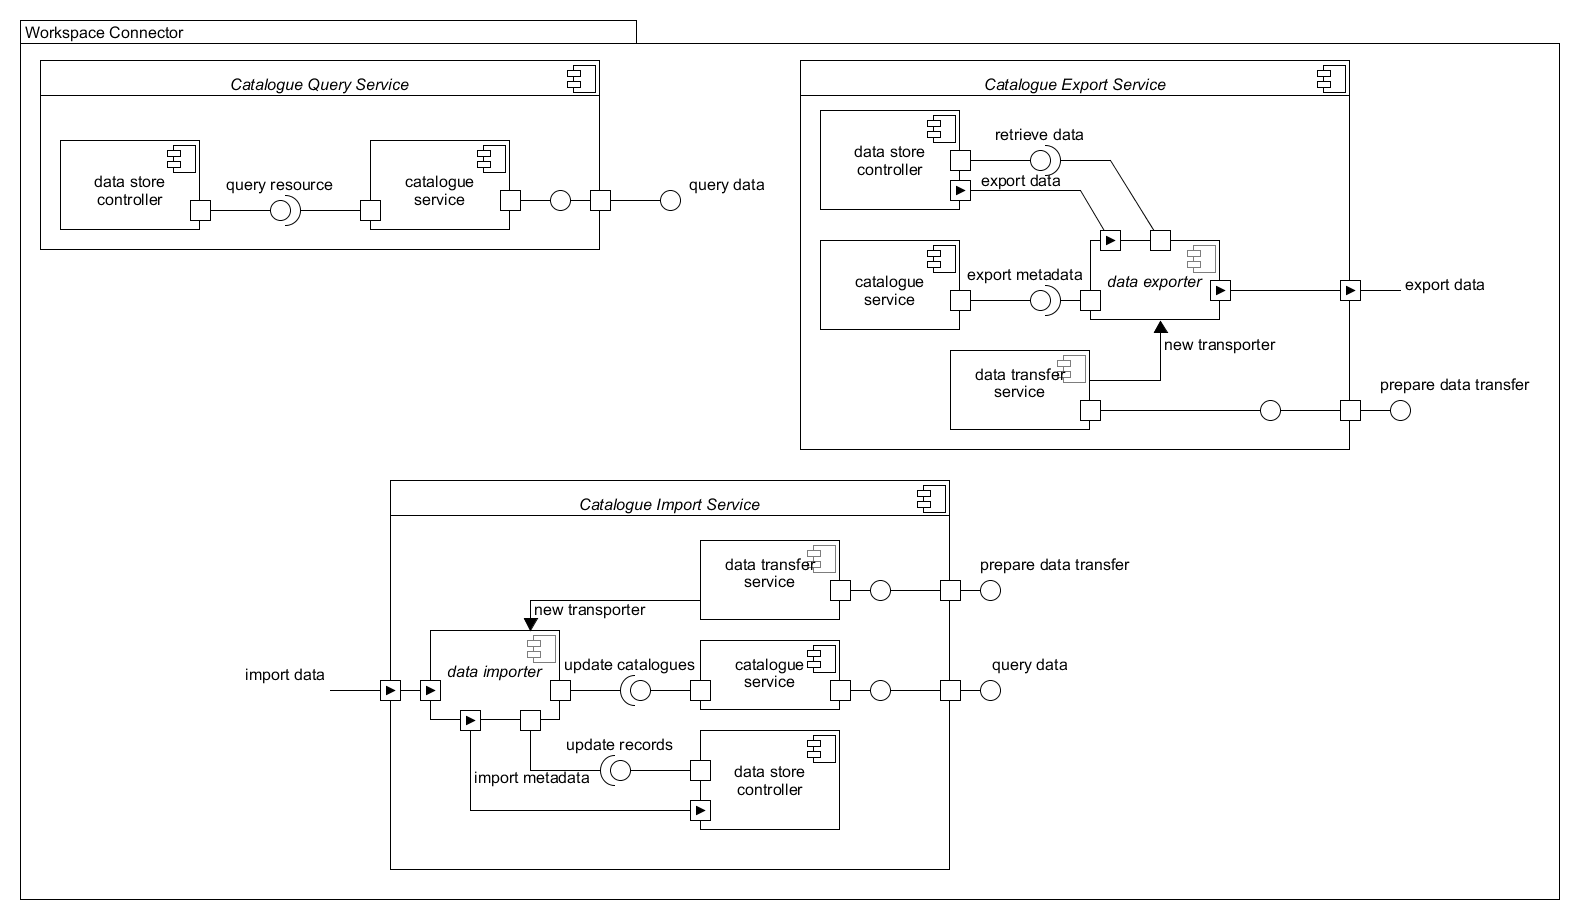 Workspace Connector
Catalogue Query Service
data store
controller
query resource
catalogue
service
query data
Catalogue Export Service
data store
controller
retrieve data
export data
catalogue
service
export metadata
data exporter
export data
new transporter
data transfer
service
prepare data transfer
Catalogue Import Service
data transfer
service
prepare data transfer
new transporter
import data
data importer
update catalogues
catalogue
service
query data
update records
import metadata
data store
controller